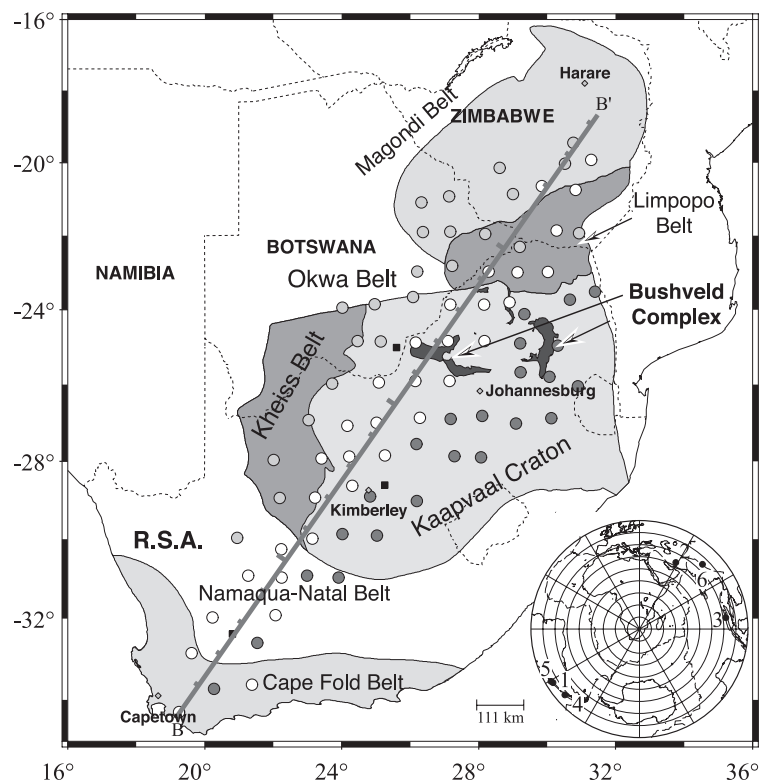 -16°
-20°
-24°
-28°
-32°
Harare
B'
ZIMBABWE
Magondi Belt
Limpopo
Belt
BOTSWANA
NAMIBIA
Okwa Belt
Bushveld
Complex
Kheiss Belt
Johannesburg
Kaapvaal Craton
Kimberley
R.S.A.
Namaqua-Natal Belt
Cape Fold Belt
Capetown
B
111 km
6
3
5
1
4
16°
20°
24°
28°
32°
36°